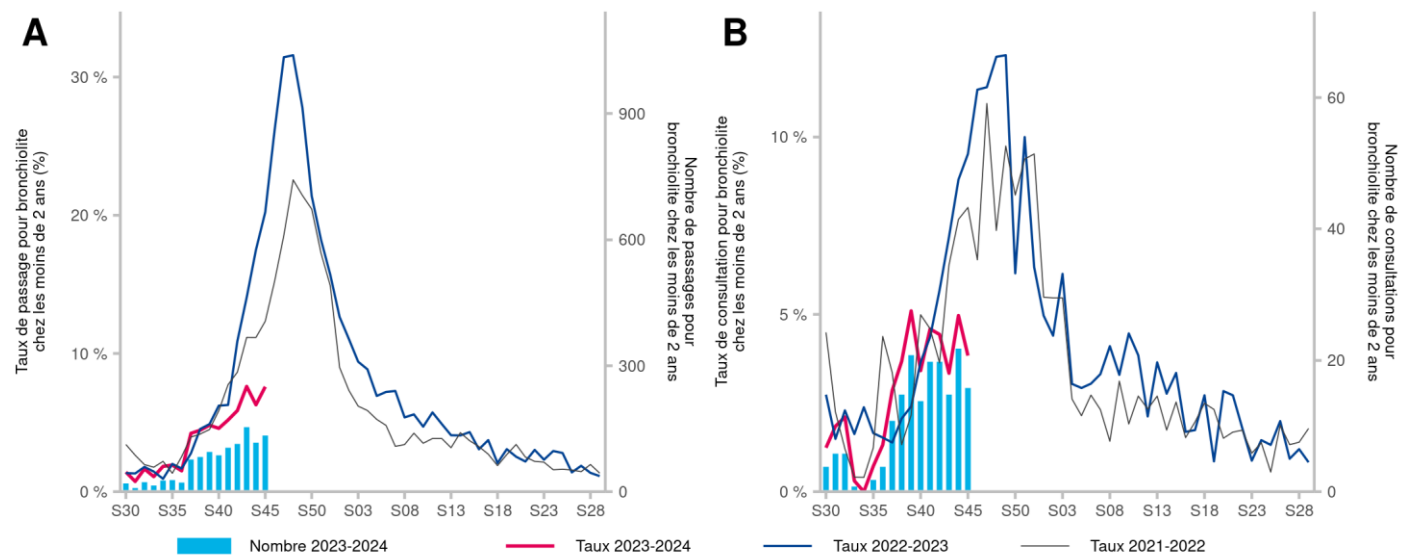 A
B
Taux de passage pour bronchiolite
chez les moins de 2 ans (%)
30 %
20 %
10 %
0 %
900
600
300
0
Nombre de passages pour
bronchiolite chez les moins de 2 ans
S30 S35 S40 S45 S50 S03 S08 S13 S18 S23 S28
Taux de consultation pour bronchiolite
chez les moins de 2 ans (%)
10 %
5 %
0 %
60
40
20
0
Nombre de consultations pour
bronchiolite chez les moins de 2 ans
S30 S35 S40 S45 S50 S03 S08 S13 S18 S23 S28
Nombre 2023-2024 Taux 2023-2024 Taux 2022-2023 Taux 2021-2022